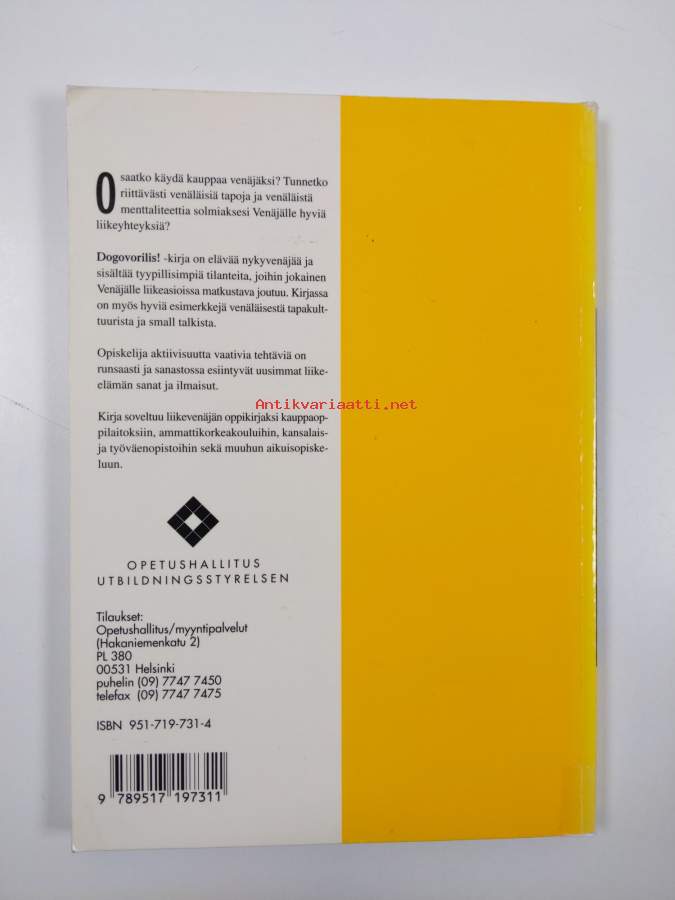 Osaatko käydä kauppaa venäjäksi? Tunnetko
riittävästi venäläisiä tapoja ja venäläistä
menttaliteettia solmiaksesi Venäjälle hyviä
liikeyhteyksiä?
Dogovorilis! -kirja on elävää nykyvenäjää ja
sisältää tyypillisimpiä tilanteita, joihin jokainen
Venäjälle liikeasioissa matkustava joutuu. Kirjassa
on myös hyviä esimerkkejä venäläisestä tapakult-
tuurista ja small talkista.
Opiskelija aktiivisuutta vaativia tehtäviä on
runsaasti ja sanastossa esiintyvät uusimmat liike-
elämän sanat ja ilmaisut.
Antikvariaatti.net
Kirja soveltuu liikevenäjän oppikirjaksi kauppaop-
pilaitoksiin, ammattikorkeakouluihin, kansalais-
ja työväenopistoihin sekä muuhun aikuisopiske-
luun.
OPETUSHALLITUS
UTBILDNINGSSTYRELSEN
Tilaukset:
Opetushallitus/myyntipalvelut
(Hakaniemenkatu 2)
PL 380
00531 Helsinki
puhelin (09) 7747 7450
telefax (09) 7747 7475
ISBN 951-719-731-4
9 789517 197311